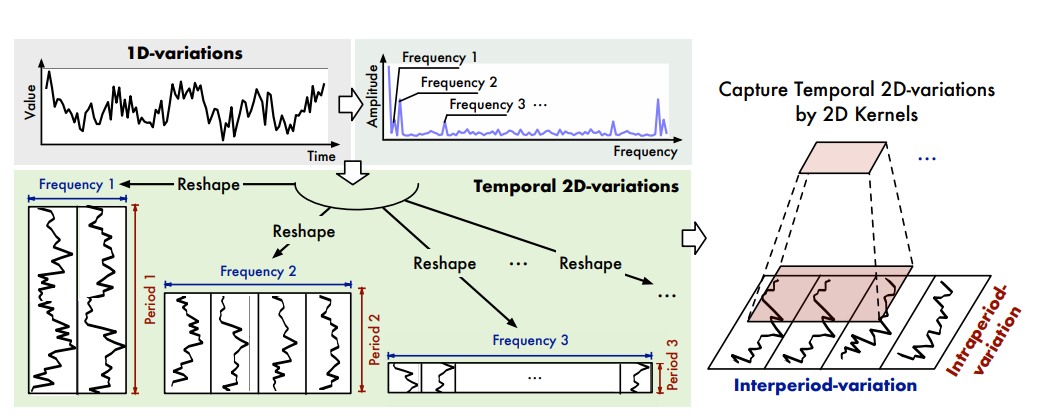 1D-variations
Value
Time
Amplitude
Frequency 1
Frequency 2
Frequency 3 ...
Frequency
Temporal 2D-variations
Frequency 1
Reshape
Period 1
Reshape
Frequency 2
Period 2
Reshape
...
Reshape
...
Frequency 3
...
Period 3
Capture Temporal 2D-variations
by 2D Kernels
...
Interperiod-variation
Intraperiod-
variation